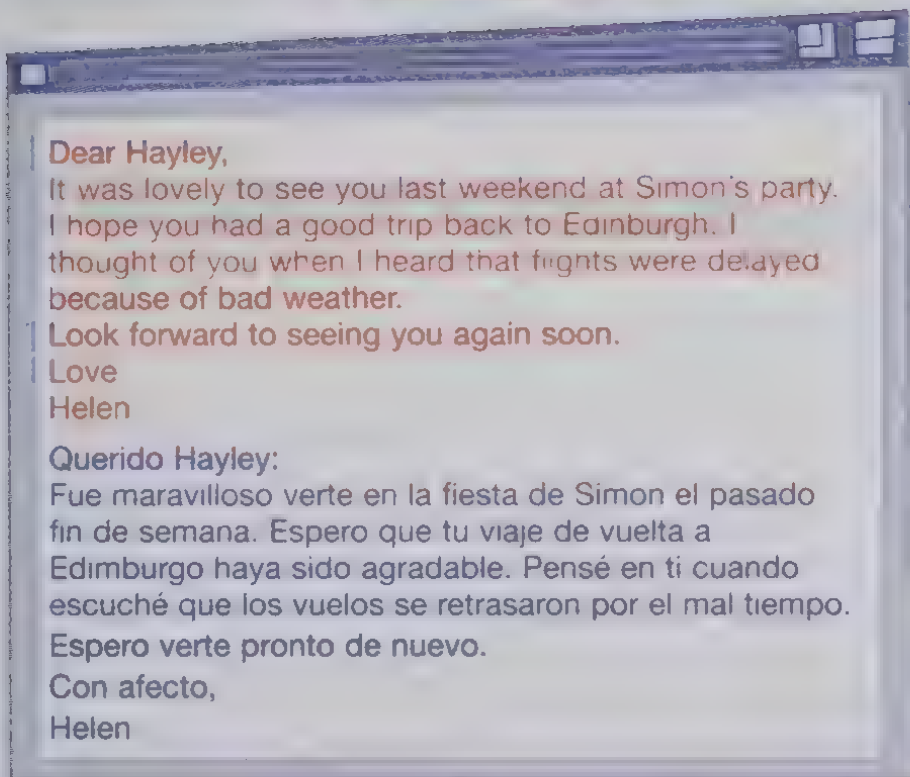 Dear Hayley,
It was lovely to see you last weekend at Simon's party.
I hope you had a good trip back to Edinburgh. I
thought of you when I heard that flights were delayed
because of bad weather.
Look forward to seeing you again soon.
Love
Helen
Querido Hayley:
Fue maravilloso verte en la fiesta de Simon el pasado
fin de semana. Espero que tu viaje de vuelta a
Edimburgo haya sido agradable. Pensé en ti cuando
escuché que los vuelos se retrasaron por el mal tiempo.
Espero verte pronto de nuevo.
Con afecto,
Helen